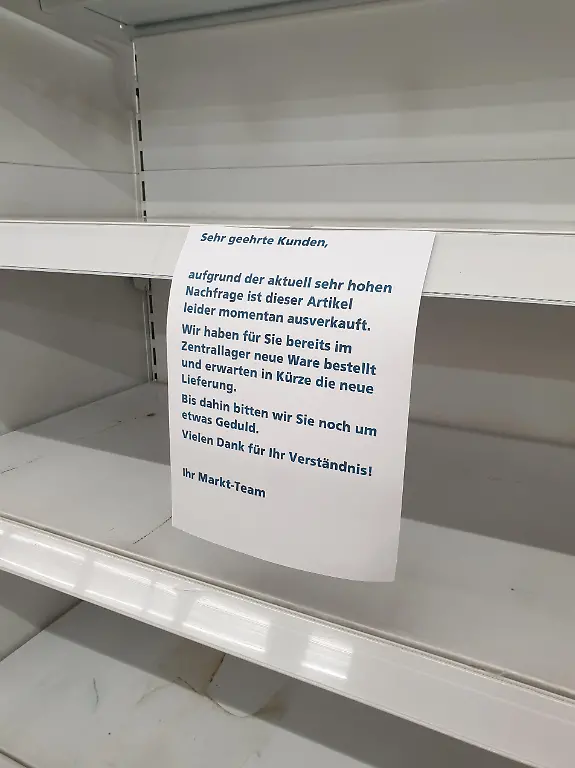 Sehr geehrte Kunden,
aufgrund der aktuell sehr hohen
Nachfrage ist dieser Artikel
leider momentan ausverkauft.
Wir haben für Sie bereits im
Zentrallager neue Ware bestellt
und erwarten in Kürze die neue
Lieferung.
Bis dahin bitten wir Sie noch um
etwas Geduld.
Vielen Dank für Ihr Verständnis!
Ihr Markt-Team